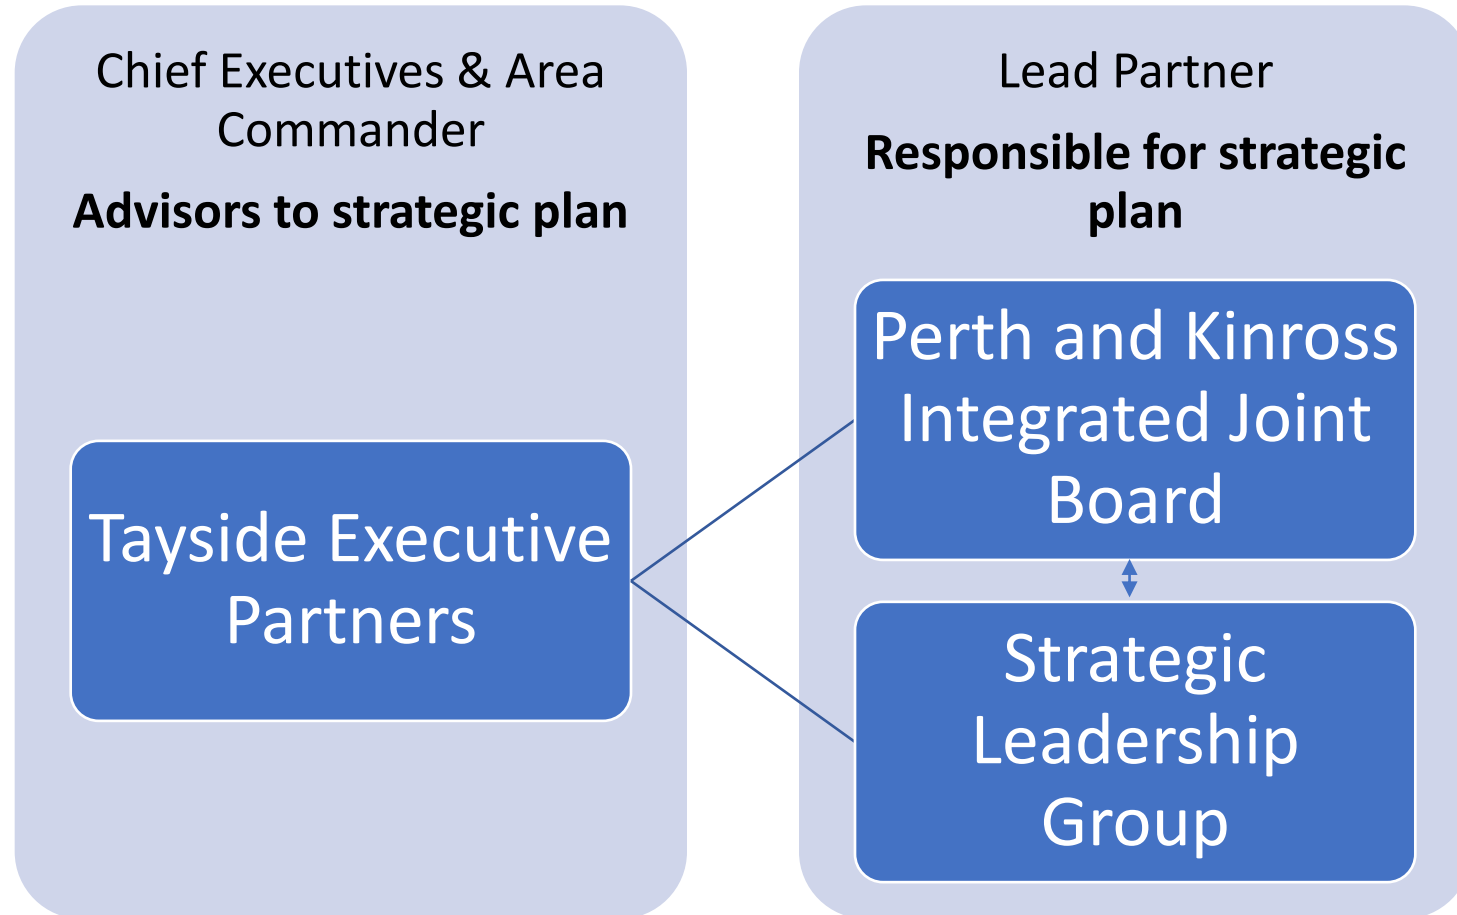 Chief Executives & Area
Commander
Advisors to strategic plan
Tayside Executive
Partners
Lead Partner
Responsible for strategic
plan
Perth and Kinross
Integrated Joint
Board
Strategic
Leadership
Group